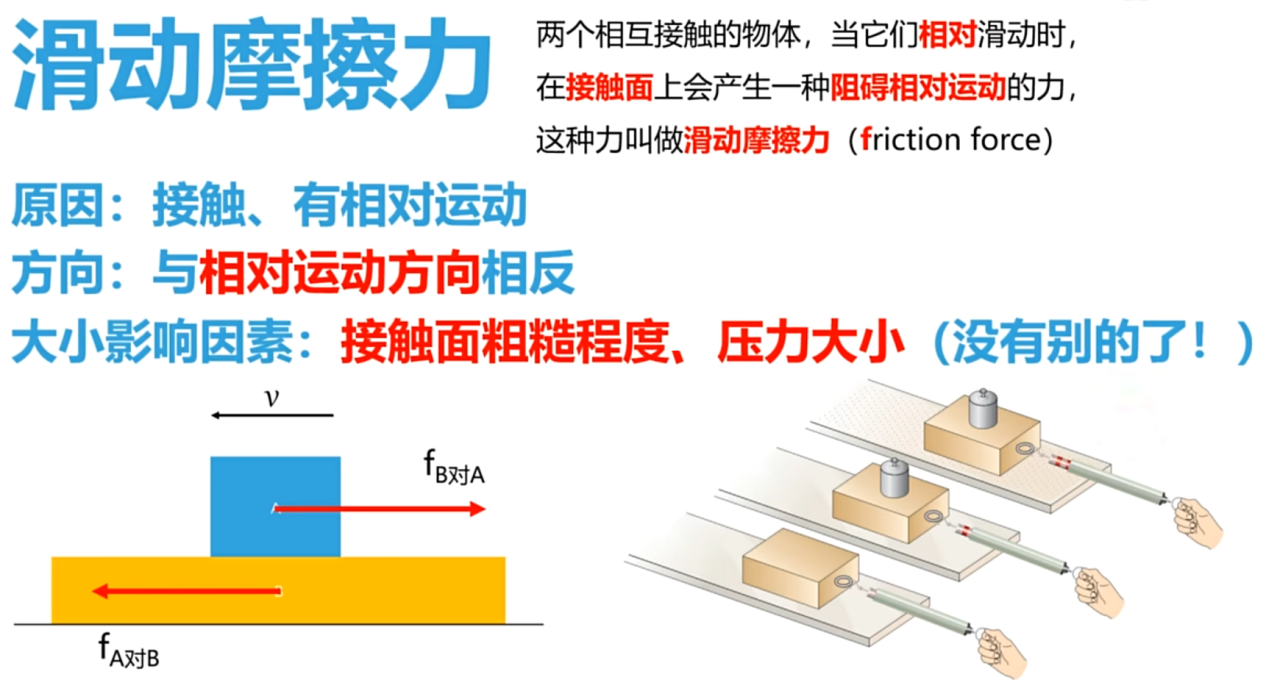 滑动摩擦力
两个相互接触的物体，当它们相对滑动时，
在接触面上会产生一种阻碍相对运动的力，
这种力叫做滑动摩擦力（friction force）
原因：接触、有相对运动
方向：与相对运动方向相反
大小影响因素：接触面粗糙程度、压力大小（没有别的了！）
v
fB对A
A
fA对B